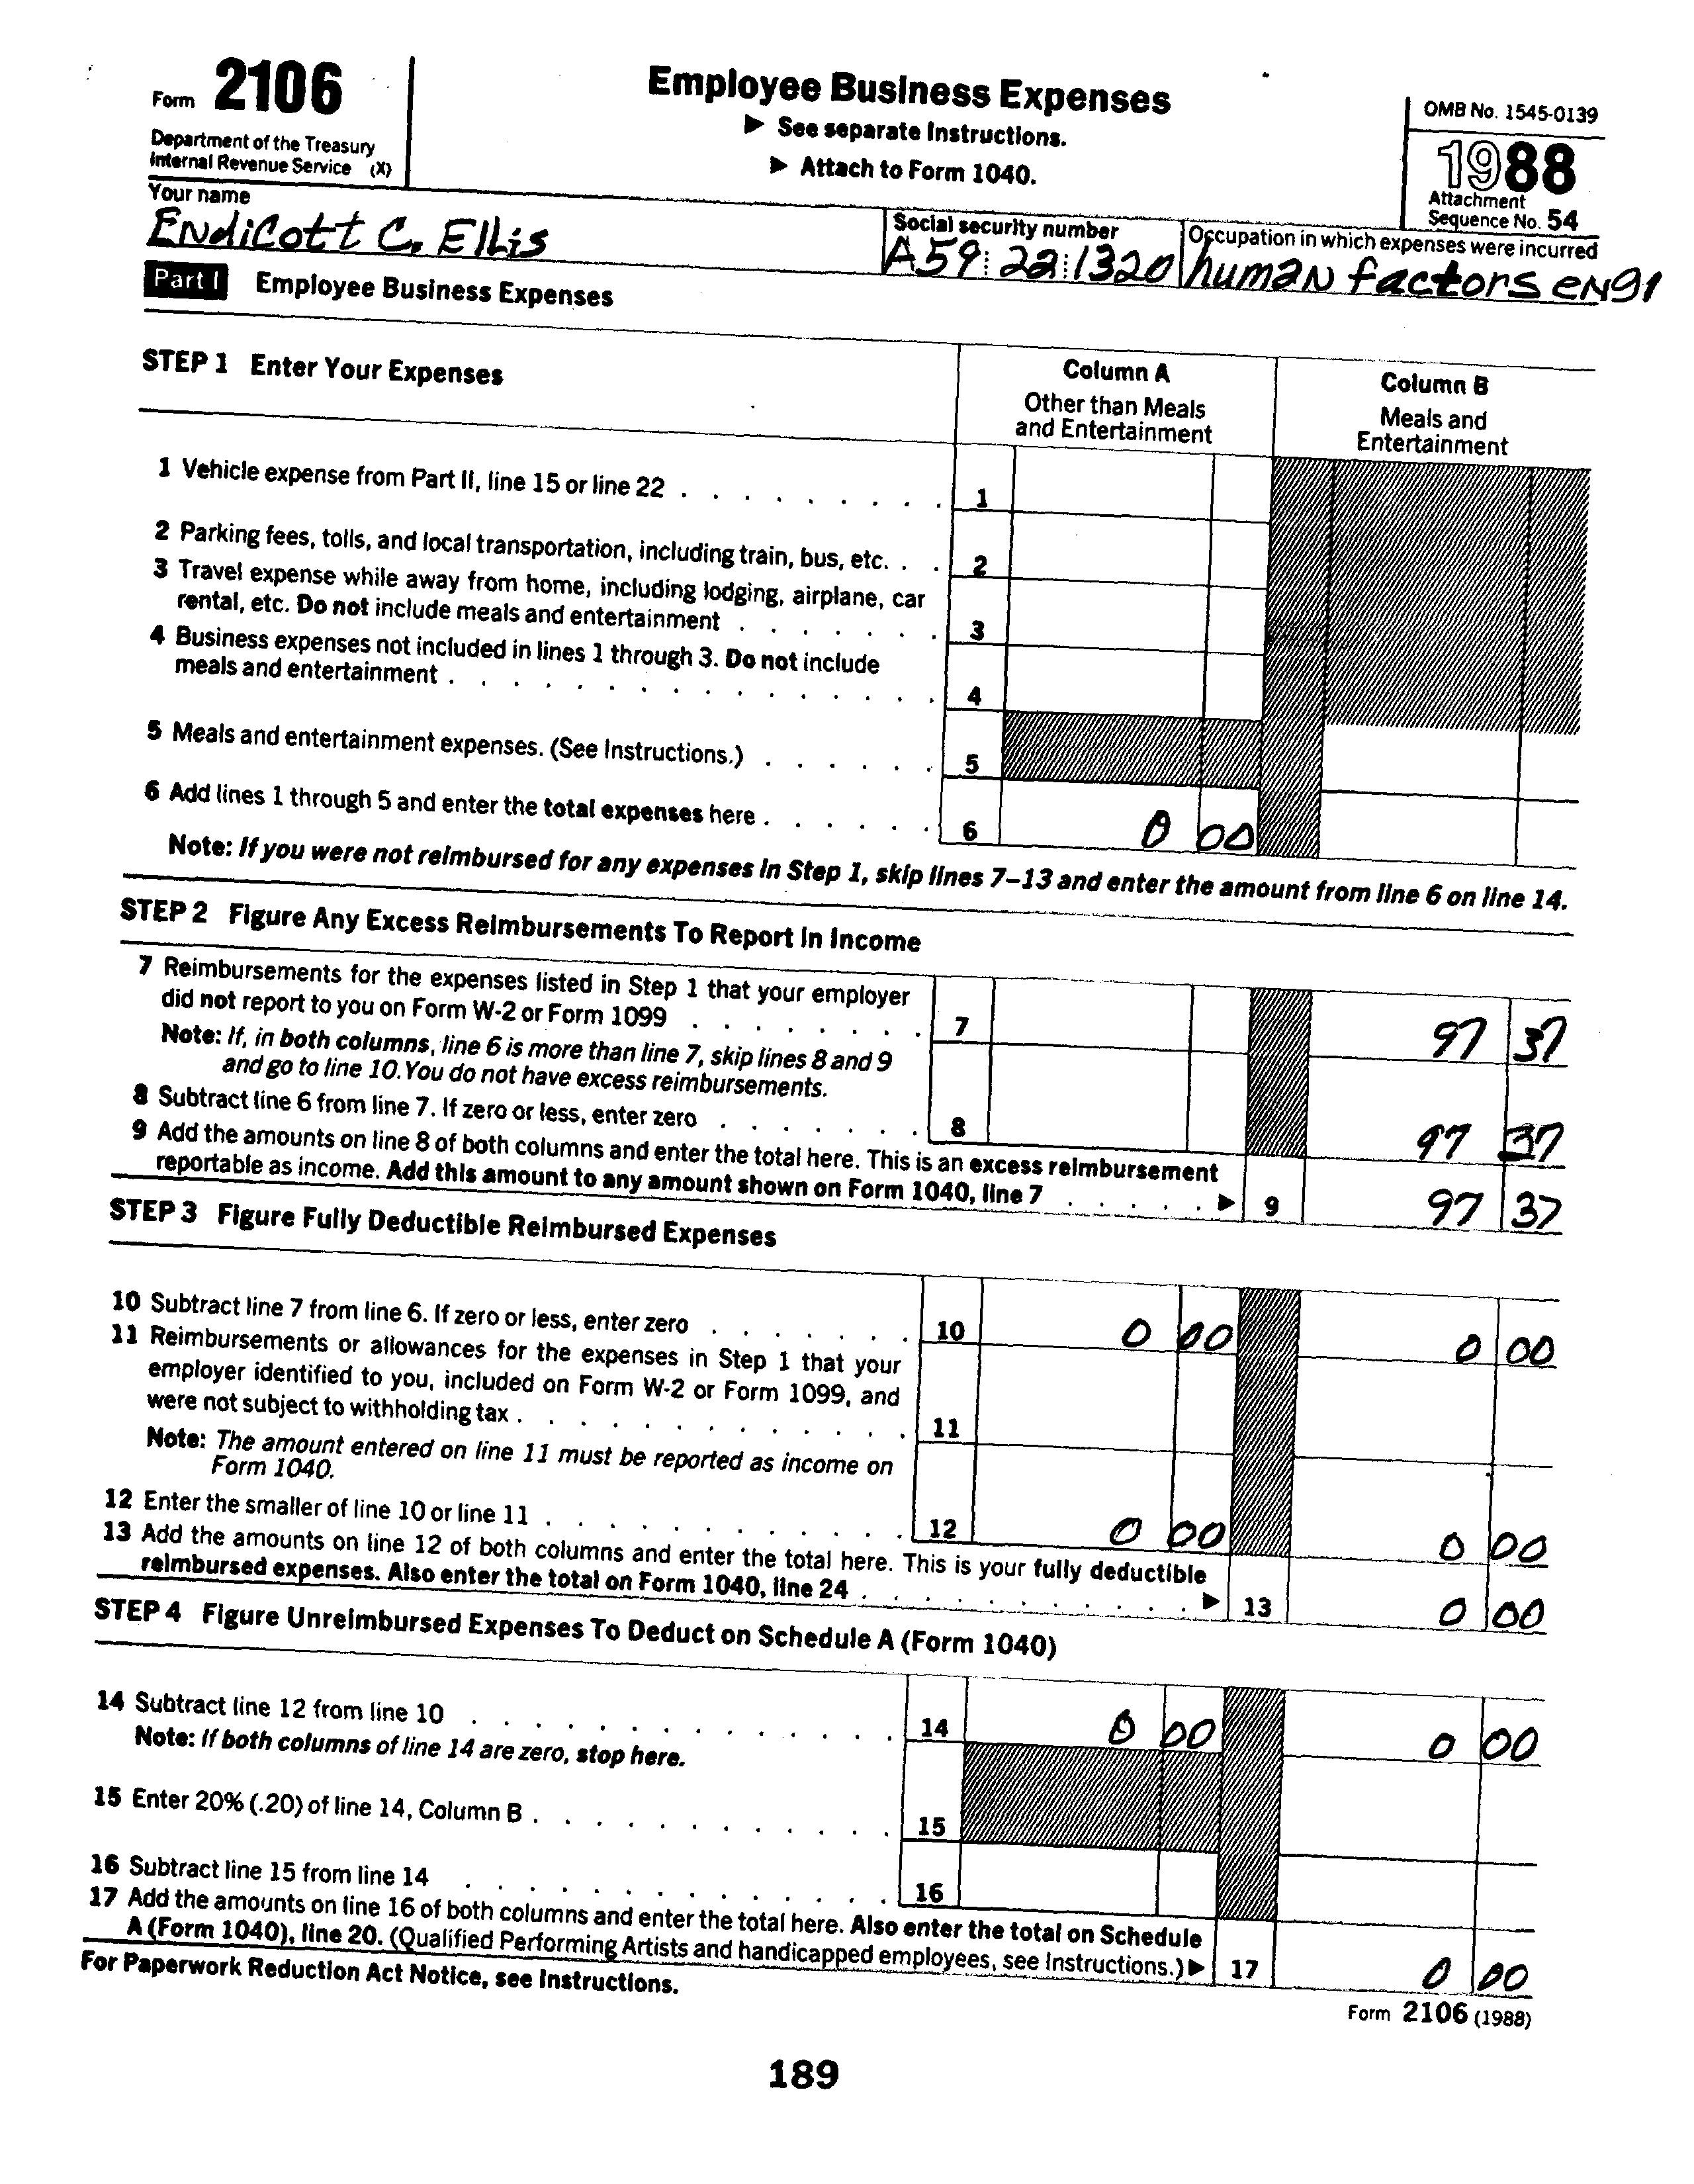 Form 2106
Department of the Treasury
Internal Revenue Service (X)
Employee Business Expenses
▶ See separate Instructions.
▶ Attach to Form 1040.
OMB No. 1545-0139
1988
Attachment
Sequence No. 54
Your name
Endicott C. Ellis
Social security number
A59:22:1320
Occupation in which expenses were incurred
human factors eng1
Part I Employee Business Expenses
STEP 1 Enter Your Expenses
Column A
Other than Meals
and Entertainment
Column B
Meals and
Entertainment
1 Vehicle expense from Part II, line 15 or line 22 . . . . . . . . . 1
2 Parking fees, tolls, and local transportation, including train, bus, etc. . . 2
3 Travel expense while away from home, including lodging, airplane, car
rental, etc. Do not include meals and entertainment . . . . . . . 3
4 Business expenses not included in lines 1 through 3. Do not include
meals and entertainment . . . . . . . . . . . . . . . . 4
5 Meals and entertainment expenses. (See Instructions.) . . . . . . 5
6 Add lines 1 through 5 and enter the total expenses here . . . . . . 6 0 00
Note: If you were not reimbursed for any expenses in Step 1, skip lines 7–13 and enter the amount from line 6 on line 14.
STEP 2 Figure Any Excess Reimbursements To Report In Income
7 Reimbursements for the expenses listed in Step 1 that your employer
did not report to you on Form W-2 or Form 1099 . . . . . . . . 7 97 37
Note: If, in both columns, line 6 is more than line 7, skip lines 8 and 9
and go to line 10. You do not have excess reimbursements.
8 Subtract line 6 from line 7. If zero or less, enter zero . . . . . . . 8 97 37
9 Add the amounts on line 8 of both columns and enter the total here. This is an excess reimbursement
reportable as income. Add this amount to any amount shown on Form 1040, line 7 . . . . . ▶ 9 97 37
STEP 3 Figure Fully Deductible Reimbursed Expenses
10 Subtract line 7 from line 6. If zero or less, enter zero . . . . . . . 10 0 00 0 00
11 Reimbursements or allowances for the expenses in Step 1 that your
employer identified to you, included on Form W-2 or Form 1099, and
were not subject to withholding tax . . . . . . . . . . . . . 11
Note: The amount entered on line 11 must be reported as income on
Form 1040.
12 Enter the smaller of line 10 or line 11 . . . . . . . . . . . . 12 0 00 0 00
13 Add the amounts on line 12 of both columns and enter the total here. This is your fully deductible
reimbursed expenses. Also enter the total on Form 1040, line 24 . . . . . . . . . . . ▶ 13 0 00
STEP 4 Figure Unreimbursed Expenses To Deduct on Schedule A (Form 1040)
14 Subtract line 12 from line 10 . . . . . . . . . . . . . . 14 0 00 0 00
Note: If both columns of line 14 are zero, stop here.
15 Enter 20% (.20) of line 14, Column B . . . . . . . . . . . . 15
16 Subtract line 15 from line 14 . . . . . . . . . . . . . . 16
17 Add the amounts on line 16 of both columns and enter the total here. Also enter the total on Schedule
A (Form 1040), line 20. (Qualified Performing Artists and handicapped employees, see Instructions.) ▶ 17 0 00
For Paperwork Reduction Act Notice, see Instructions.
Form 2106 (1988)
189